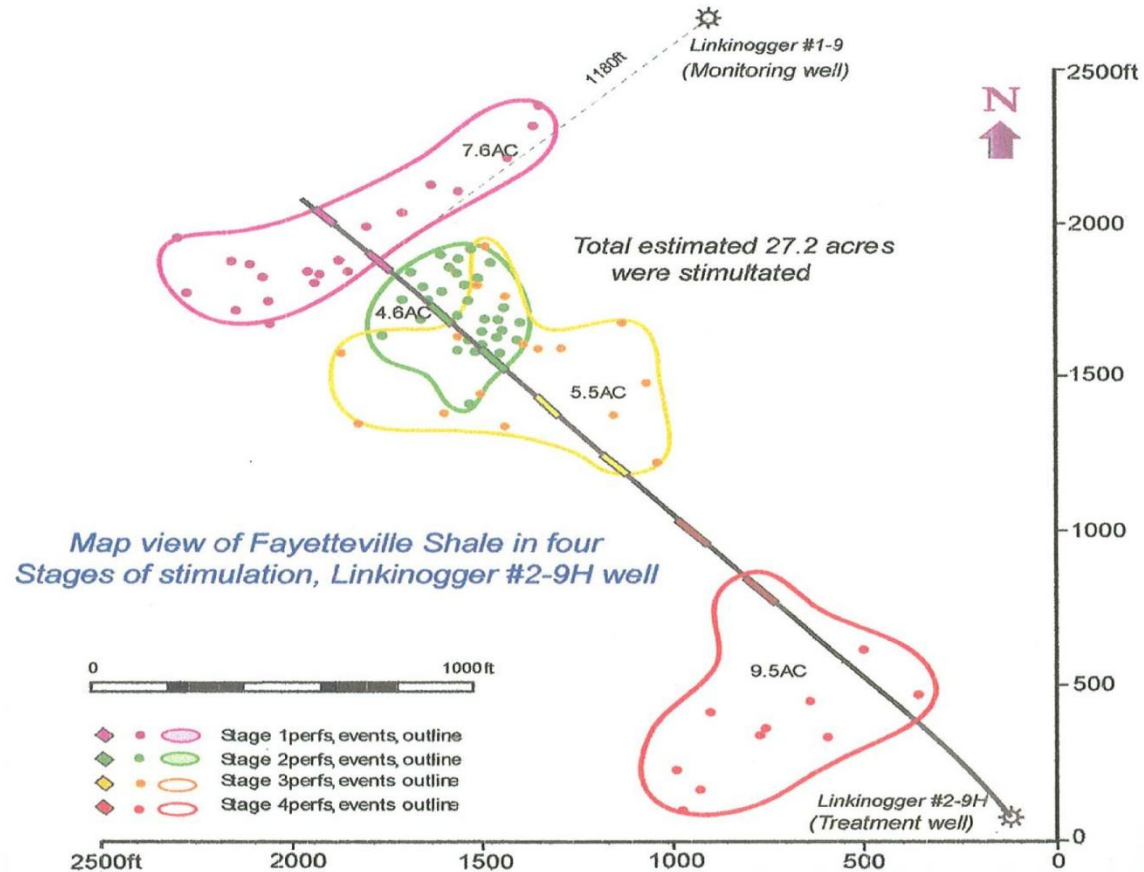 Linkinogger #1-9
(Monitoring well)
1180ft
2500ft
N
7.6AC
2000
Total estimated 27.2 acres
were stimultated
4.6AC
1500
5.5AC
1000
Map view of Fayetteville Shale in four
Stages of stimulation, Linkinogger #2-9H well
0
1000ft
9.5AC
500
Stage 1perfs, events, outline
Stage 2perfs, events, outline
Stage 3perfs, events outline
Stage 4perfs, events, outline
Linkinogger #2-9H
(Treatment well)
0
2500ft
2000
1500
1000
500
0